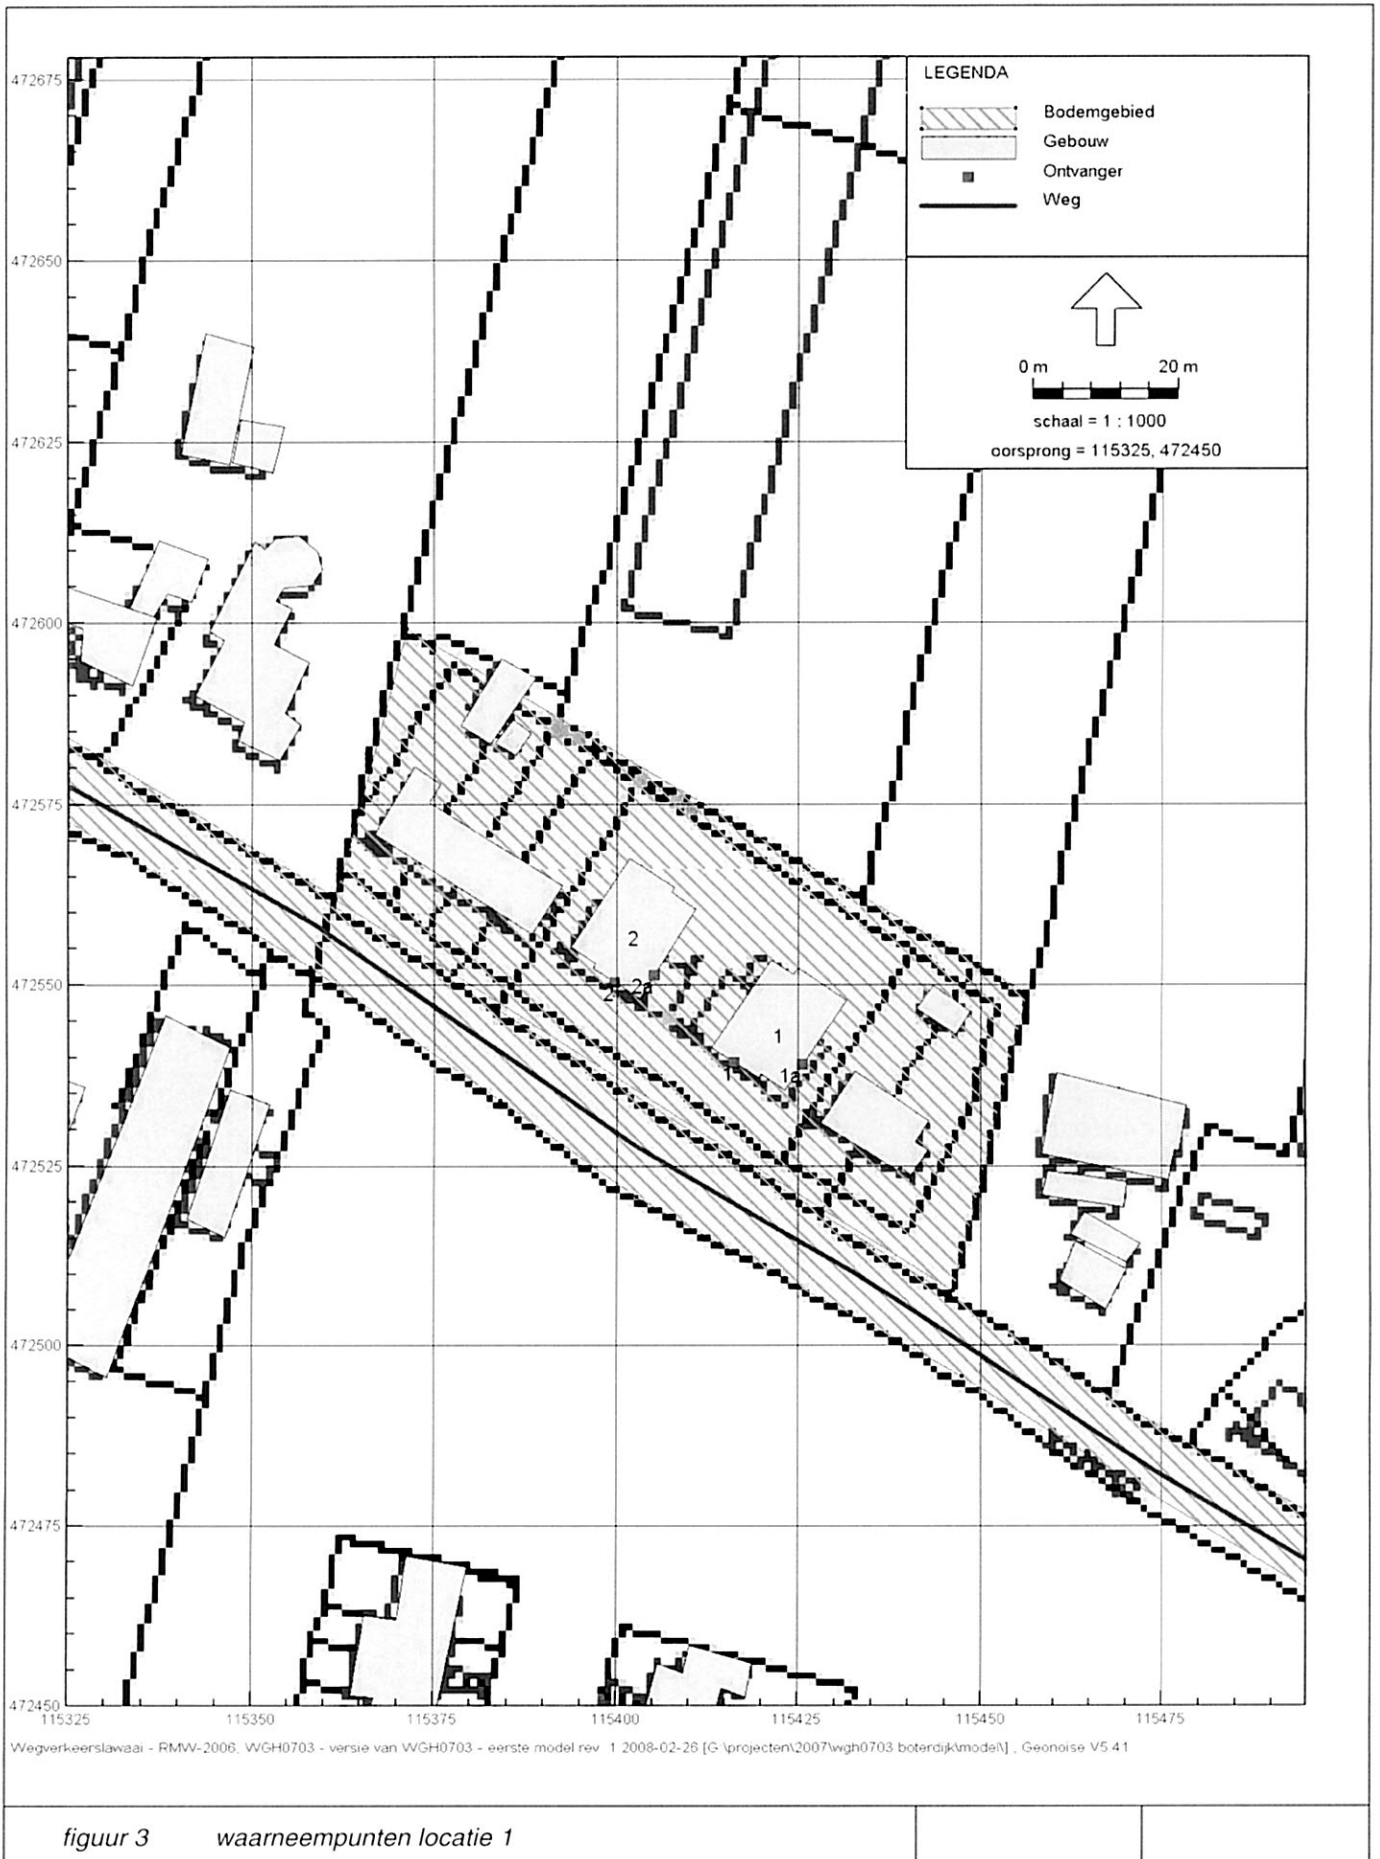 LEGENDA
Bodemgebied
Gebouw
Ontvanger
Weg
0 m 20 m
schaal = 1 : 1000
oorsprong = 115325, 472450
472675
472650
472625
472600
472575
472550
472525
472500
472475
472450
2
2 2a
1
1 1a
115325 115350 115375 115400 115425 115450 115475
Wegverkeerslawaai - RMW-2006, WGH0703 - versie van WGH0703 - eerste model rev 1 2008-02-26 [G:\projecten\2007\wgh0703 boterdijk\model\] , Geonoise V5.41
figuur 3 waarneempunten locatie 1